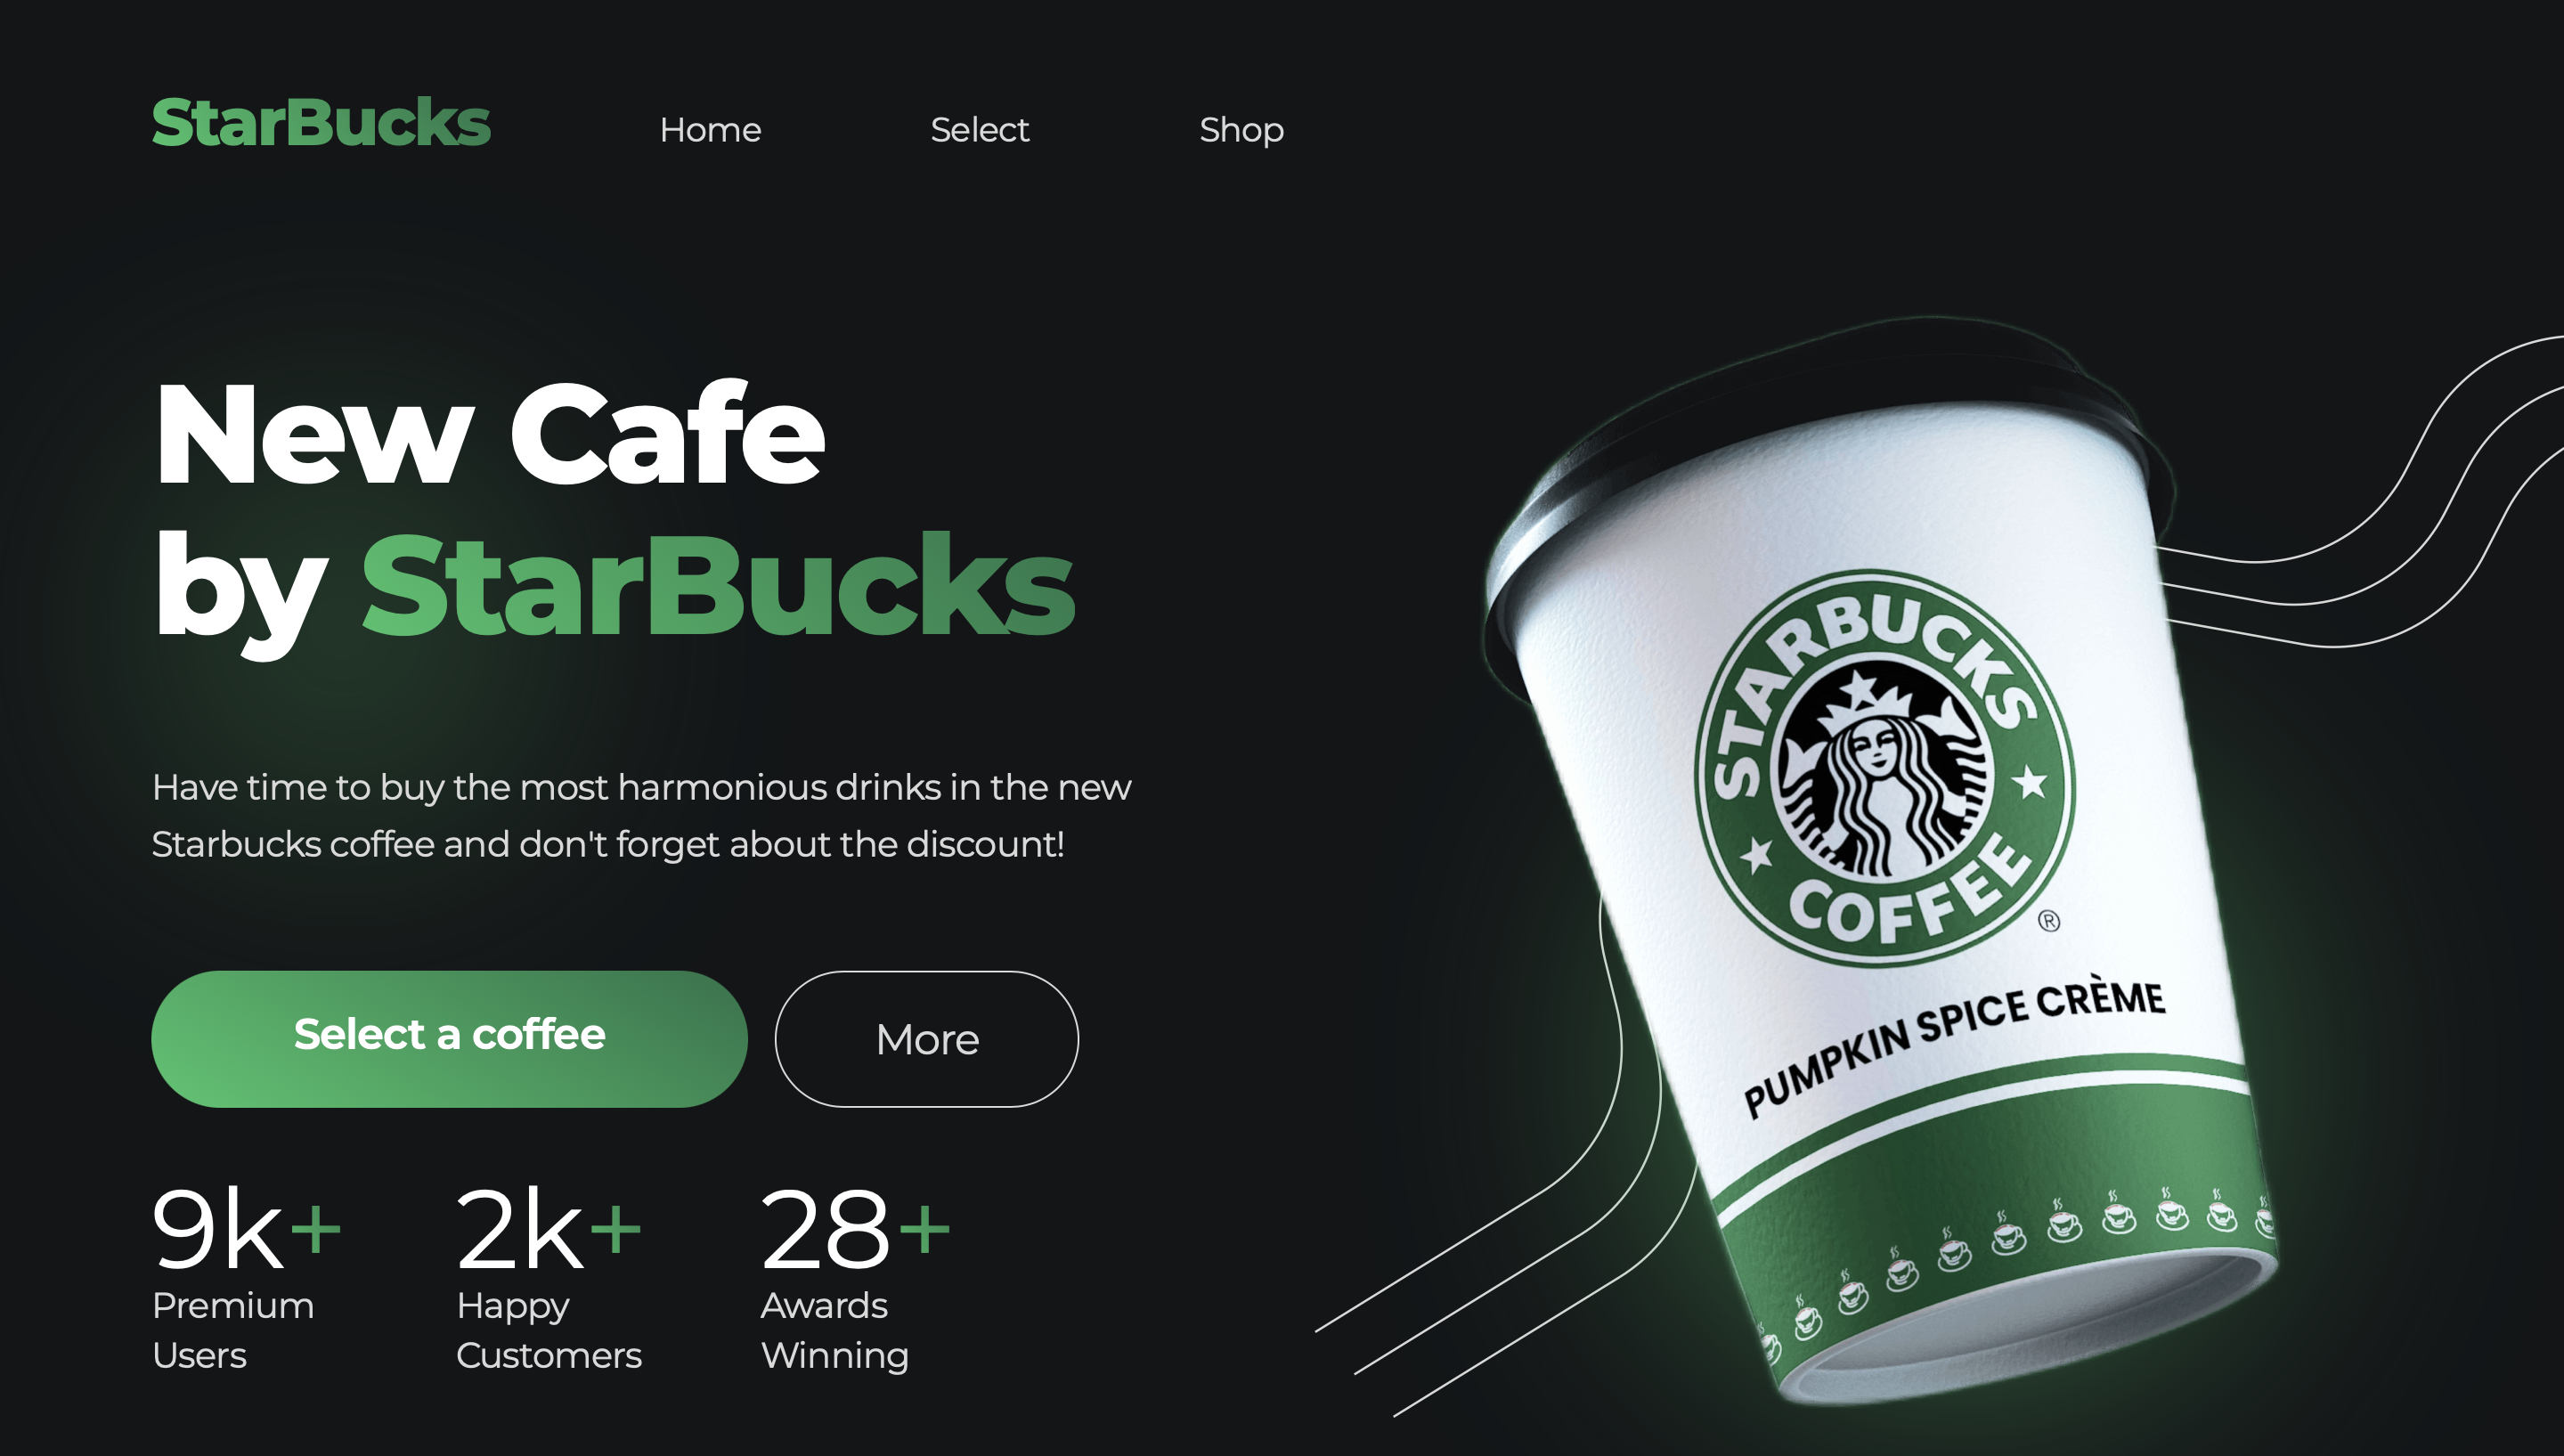 StarBucks
Home
Select
Shop
New Cafe
by StarBucks
Have time to buy the most harmonious drinks in the new
Starbucks coffee and don't forget about the discount!
Select a coffee
More
9k+
Premium
Users
2k+
Happy
Customers
28+
Awards
Winning
STARBUCKS
COFFEE
®
PUMPKIN SPICE CRÈME